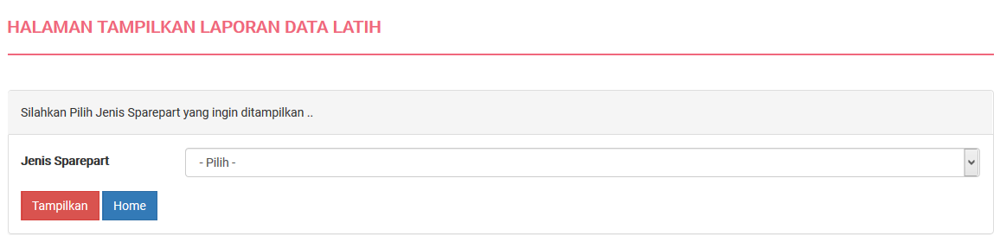 HALAMAN TAMPILKAN LAPORAN DATA LATIH
Silahkan Pilih Jenis Sparepart yang ingin ditampilkan ..
Jenis Sparepart
- Pilih -
Tampilkan
Home